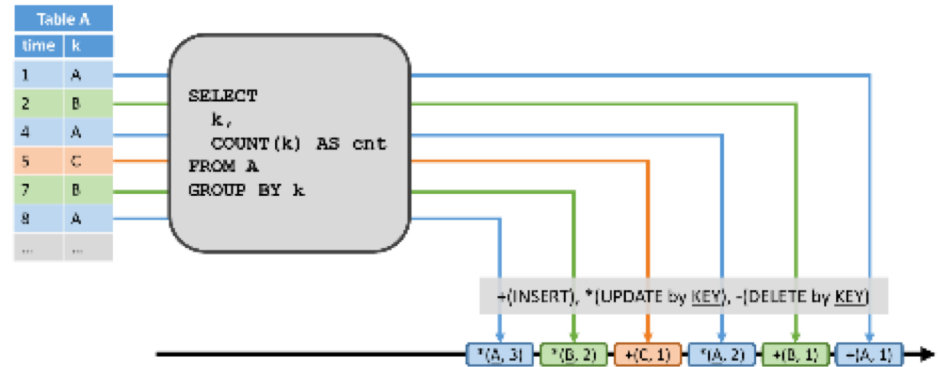 Table A
time k
1 A
2 B
4 A
5 C
7 B
8 A
... ...
SELECT
k,
COUNT(k) AS cnt
FROM A
GROUP BY k
+(INSERT), *(UPDATE by KEY), -(DELETE by KEY)
*(A, 3) *(B, 2) +(C, 1) *(A, 2) +(B, 1) +(A, 1)